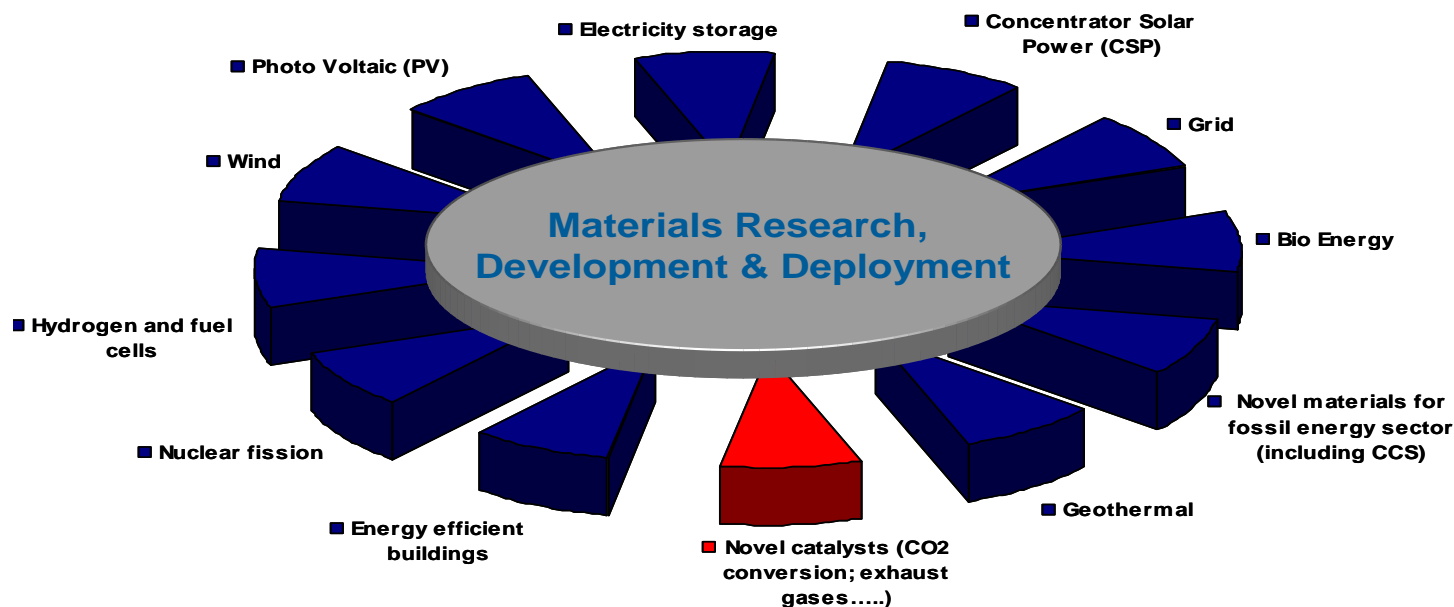 Electricity storage
Concentrator Solar
Power (CSP)
Photo Voltaic (PV)
Grid
Wind
Materials Research,
Development & Deployment
Bio Energy
Hydrogen and fuel
cells
Novel materials for
fossil energy sector
(including CCS)
Nuclear fission
Geothermal
Energy efficient
buildings
Novel catalysts (CO2
conversion; exhaust
gases…..)